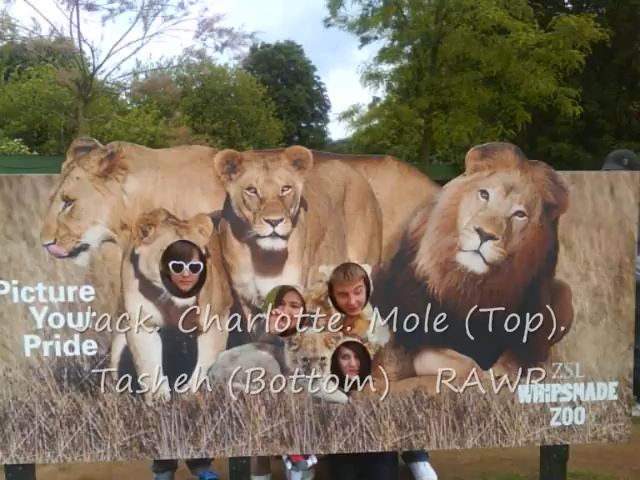 Picture
Your
Pride
Jack. Charlotte. Mole (Top).
Tasheh (Bottom) RAWR.
ZSL
WHIPSNADE
ZOO